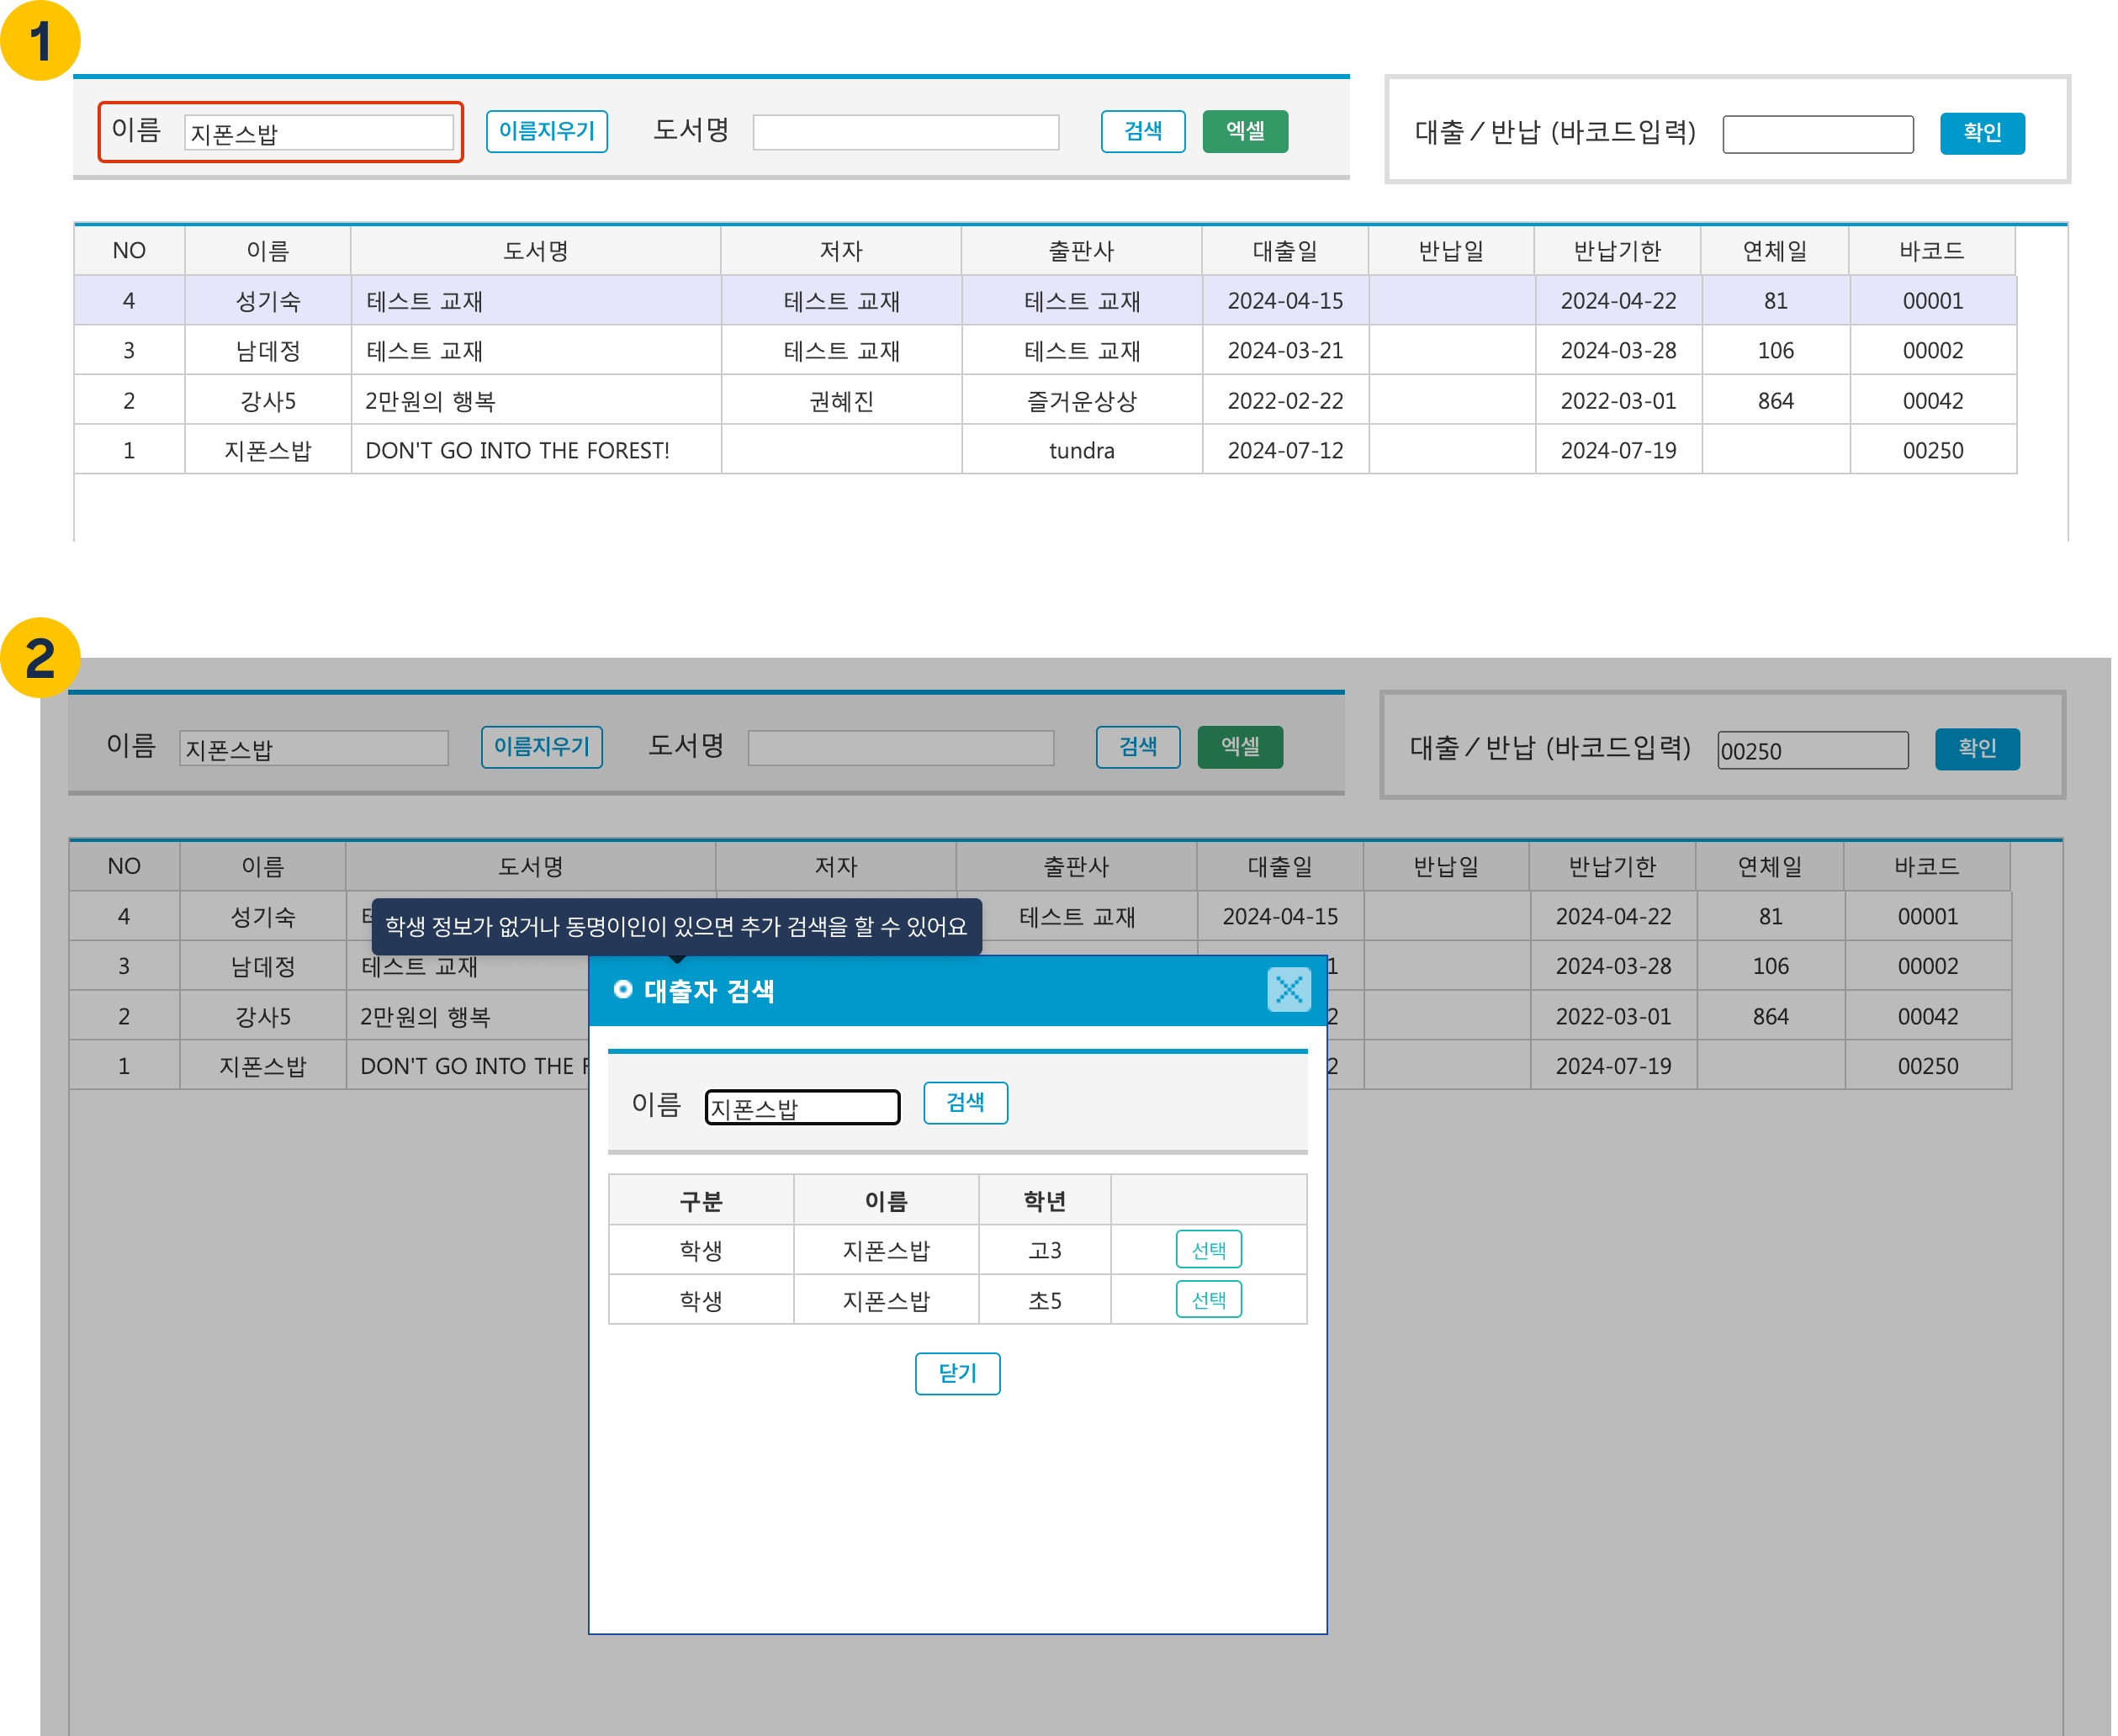 1
이름 지폰스밥 이름지우기 도서명 검색 엑셀 대출 / 반납 (바코드입력) 확인
NO 이름 도서명 저자 출판사 대출일 반납일 반납기한 연체일 바코드
4 성기숙 테스트 교재 테스트 교재 테스트 교재 2024-04-15 2024-04-22 81 00001
3 남데정 테스트 교재 테스트 교재 테스트 교재 2024-03-21 2024-03-28 106 00002
2 강사5 2만원의 행복 권혜진 즐거운상상 2022-02-22 2022-03-01 864 00042
1 지폰스밥 DON'T GO INTO THE FOREST! tundra 2024-07-12 2024-07-19 00250
2
이름 지폰스밥 이름지우기 도서명 검색 엑셀 대출 / 반납 (바코드입력) 00250 확인
NO 이름 도서명 저자 출판사 대출일 반납일 반납기한 연체일 바코드
4 성기숙 테스트 교재 2024-04-15 2024-04-22 81 00001
학생 정보가 없거나 동명이인이 있으면 추가 검색을 할 수 있어요
3 남데정 테스트 교재 1 2024-03-28 106 00002
2 강사5 2만원의 행복 2 2022-03-01 864 00042
1 지폰스밥 DON'T GO INTO THE 2 2024-07-19 00250
대출자 검색
이름 지폰스밥 검색
구분 이름 학년
학생 지폰스밥 고3 선택
학생 지폰스밥 초5 선택
닫기